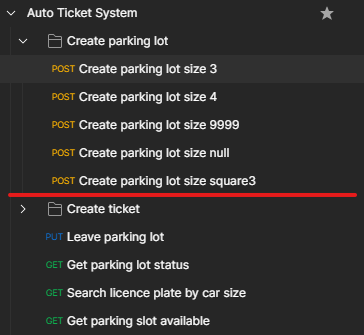 Auto Ticket System
Create parking lot
POST Create parking lot size 3
POST Create parking lot size 4
POST Create parking lot size 9999
POST Create parking lot size null
POST Create parking lot size square3
Create ticket
PUT Leave parking lot
GET Get parking lot status
GET Search licence plate by car size
GET Get parking slot available